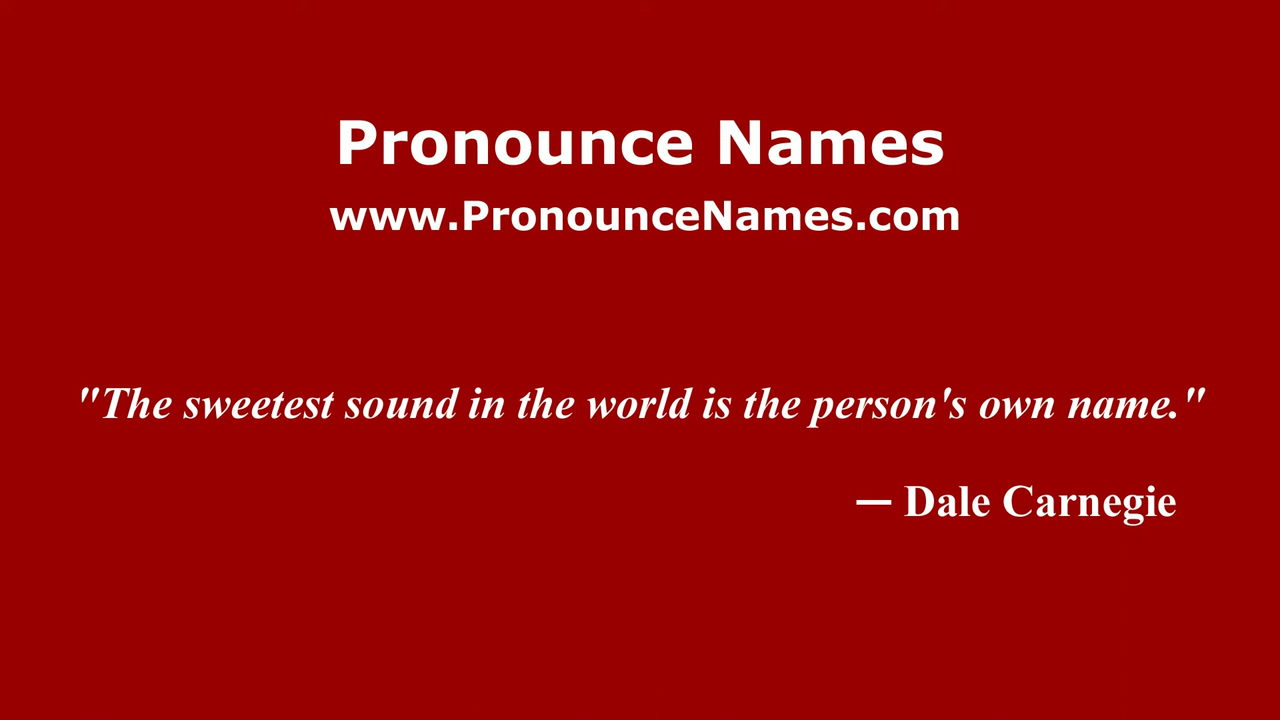 Pronounce Names
www.PronounceNames.com
"The sweetest sound in the world is the person's own name."
— Dale Carnegie